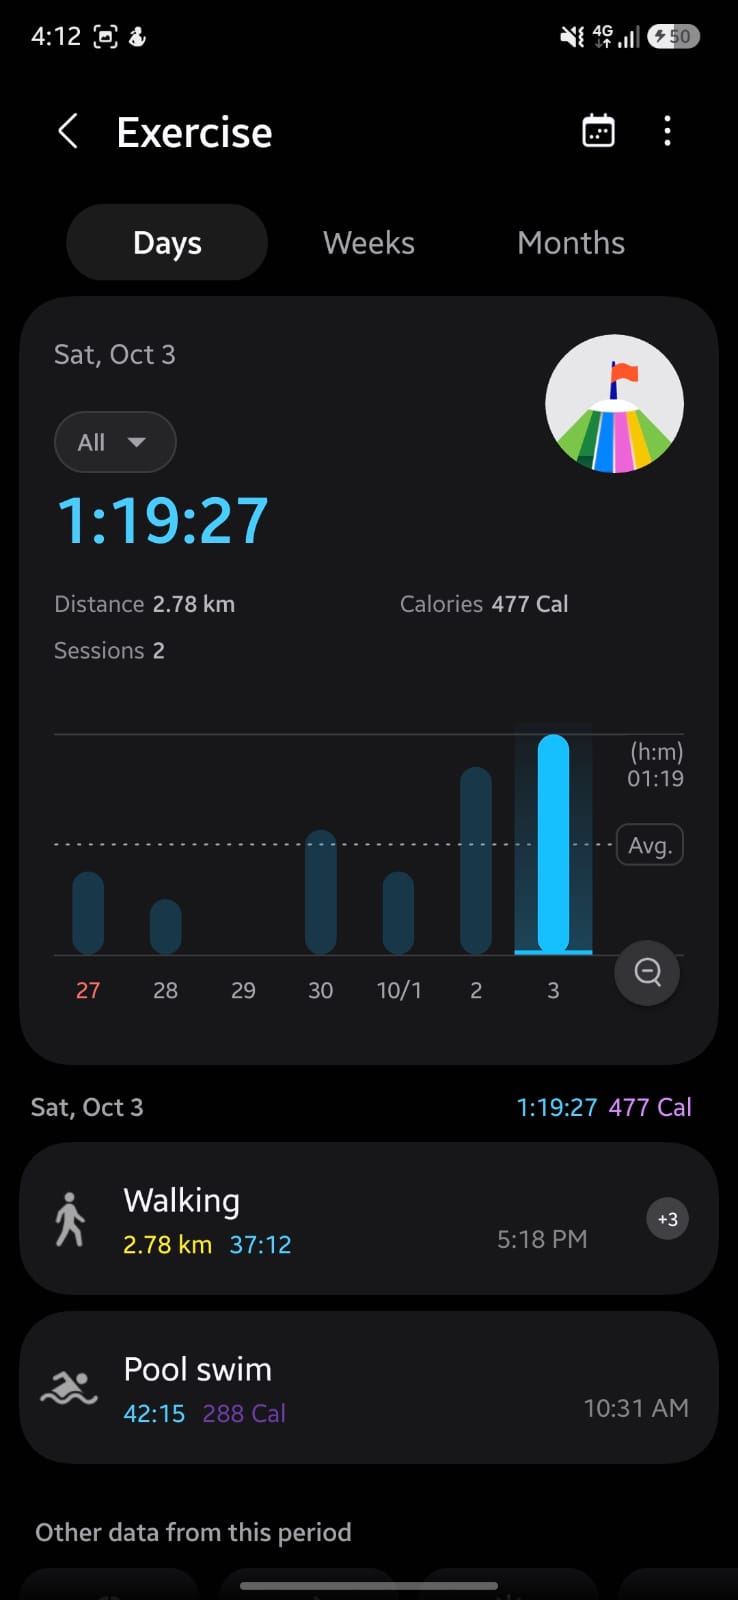 4:12 4G 50
Exercise
Days Weeks Months
Sat, Oct 3
All
1:19:27
Distance 2.78 km Calories 477 Cal
Sessions 2
(h:m)
01:19
Avg.
27 28 29 30 10/1 2 3
Sat, Oct 3 1:19:27 477 Cal
Walking
2.78 km 37:12 5:18 PM +3
Pool swim
42:15 288 Cal 10:31 AM
Other data from this period